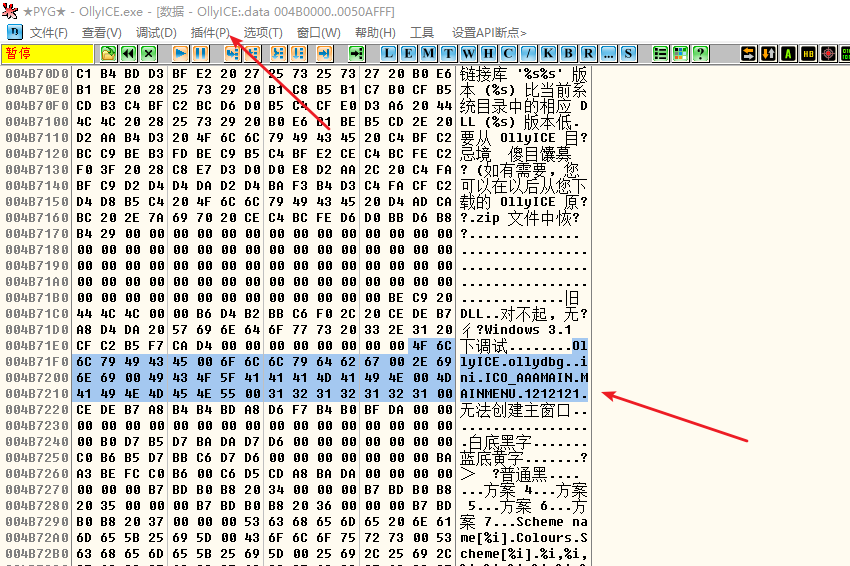 ★PYG★ - OllyICE.exe - [数据 - OllyICE:.data 004B0000..0050AFFF]
文件(F) 查看(V) 调试(D) 插件(P) 选项(T) 窗口(W) 帮助(H) 工具 设置API断点>
暂停 L E M T W H C / K B R ... S ?
004B70D0 C1 B4 BD D3 BF E2 20 27 25 73 25 73 27 20 B0 E6 链接库 '%s%s' 版
004B70E0 B1 BE 20 28 25 73 29 20 B1 C8 B5 B1 C7 B0 CF B5 本 (%s) 比当前系
004B70F0 CD B3 C4 BF C2 BC D6 D0 B5 C4 CF E0 D3 A6 20 44 统目录中的相应 D
004B7100 4C 4C 20 28 25 73 29 20 B0 E6 B1 BE B5 CD 2E 20 LL (%s) 版本低.
004B7110 D2 AA B4 D3 20 4F 6C 6C 79 49 43 45 20 C4 BF C2 要从 OllyICE 目?
004B7120 BC C9 BE B3 FD BE C9 B5 C4 BF E2 CE C4 BC FE C2
004B7130 F0 3F 20 28 C8 E7 D3 D0 D0 E8 D2 AA 2C 20 C4 FA ? (如有需要, 您
004B7140 BF C9 D2 D4 D4 DA D2 D4 BA F3 B4 D3 C4 FA CF C2 可以在以后从您下
004B7150 D4 D8 B5 C4 20 4F 6C 6C 79 49 43 45 20 D4 AD CA 载的 OllyICE 原?
004B7160 BC 20 2E 7A 69 70 20 CE C4 BC FE D6 D0 BB D6 B8 ?.zip 文件中恢?
004B7170 B4 29 00 00 00 00 00 00 00 00 00 00 00 00 00 00 ?..............
004B7180 00 00 00 00 00 00 00 00 00 00 00 00 00 00 00 00 ................
004B7190 00 00 00 00 00 00 00 00 00 00 00 00 00 00 00 00 ................
004B71A0 00 00 00 00 00 00 00 00 00 00 00 00 00 00 00 00 ................
004B71B0 00 00 00 00 00 00 00 00 00 00 00 00 00 BE C9 20 .............旧
004B71C0 44 4C 4C 00 00 B6 D4 B2 BB C6 F0 2C 20 CE DE B7 DLL..对不起, 无?
004B71D0 A8 D4 DA 20 57 69 6E 64 6F 77 73 20 33 2E 31 20 ?Windows 3.1
004B71E0 CF C2 B5 F7 CA D4 00 00 00 00 00 00 00 00 4F 6C 下调试........Ol
004B71F0 6C 79 49 43 45 00 6F 6C 6C 79 64 62 67 00 2E 69 lyICE.ollydbg..i
004B7200 6E 69 00 49 43 4F 5F 41 41 41 4D 41 49 4E 00 4D ni.ICO_AAAMAIN.M
004B7210 41 49 4E 4D 45 4E 55 00 31 32 31 32 31 32 31 00 AINMENU.1212121.
004B7220 CE DE B7 A8 B4 B4 BD A8 D6 F7 B4 B0 BF DA 00 00 无法创建主窗口..
004B7230 00 00 00 00 00 00 00 00 00 00 00 00 00 00 00 00 ................
004B7240 00 B0 D7 B5 D7 BA DA D7 D6 00 00 00 00 00 00 00 .白底黑字.......
004B7250 C0 B6 B5 D7 BB C6 D7 D6 00 00 00 00 00 00 00 BA 蓝底黄字.......?
004B7260 A3 BE FC C0 B6 00 C6 D5 CD A8 BA DA 00 00 00 00 ?普通黑....
004B7270 00 00 00 B7 BD B0 B8 20 34 00 00 00 B7 BD B0 B8 ...方案 4...方案
004B7280 20 35 00 00 00 B7 BD B0 B8 20 36 00 00 00 B7 BD 5...方案 6...方
004B7290 B0 B8 20 37 00 00 00 53 63 68 65 6D 65 20 6E 61 案 7...Scheme na
004B72A0 6D 65 5B 25 69 5D 00 43 6F 6C 6F 75 72 73 00 53 me[%i].Colours.S
004B72B0 63 68 65 6D 65 5B 25 69 5D 00 25 69 2C 25 69 2C cheme[%i].%i,%i,